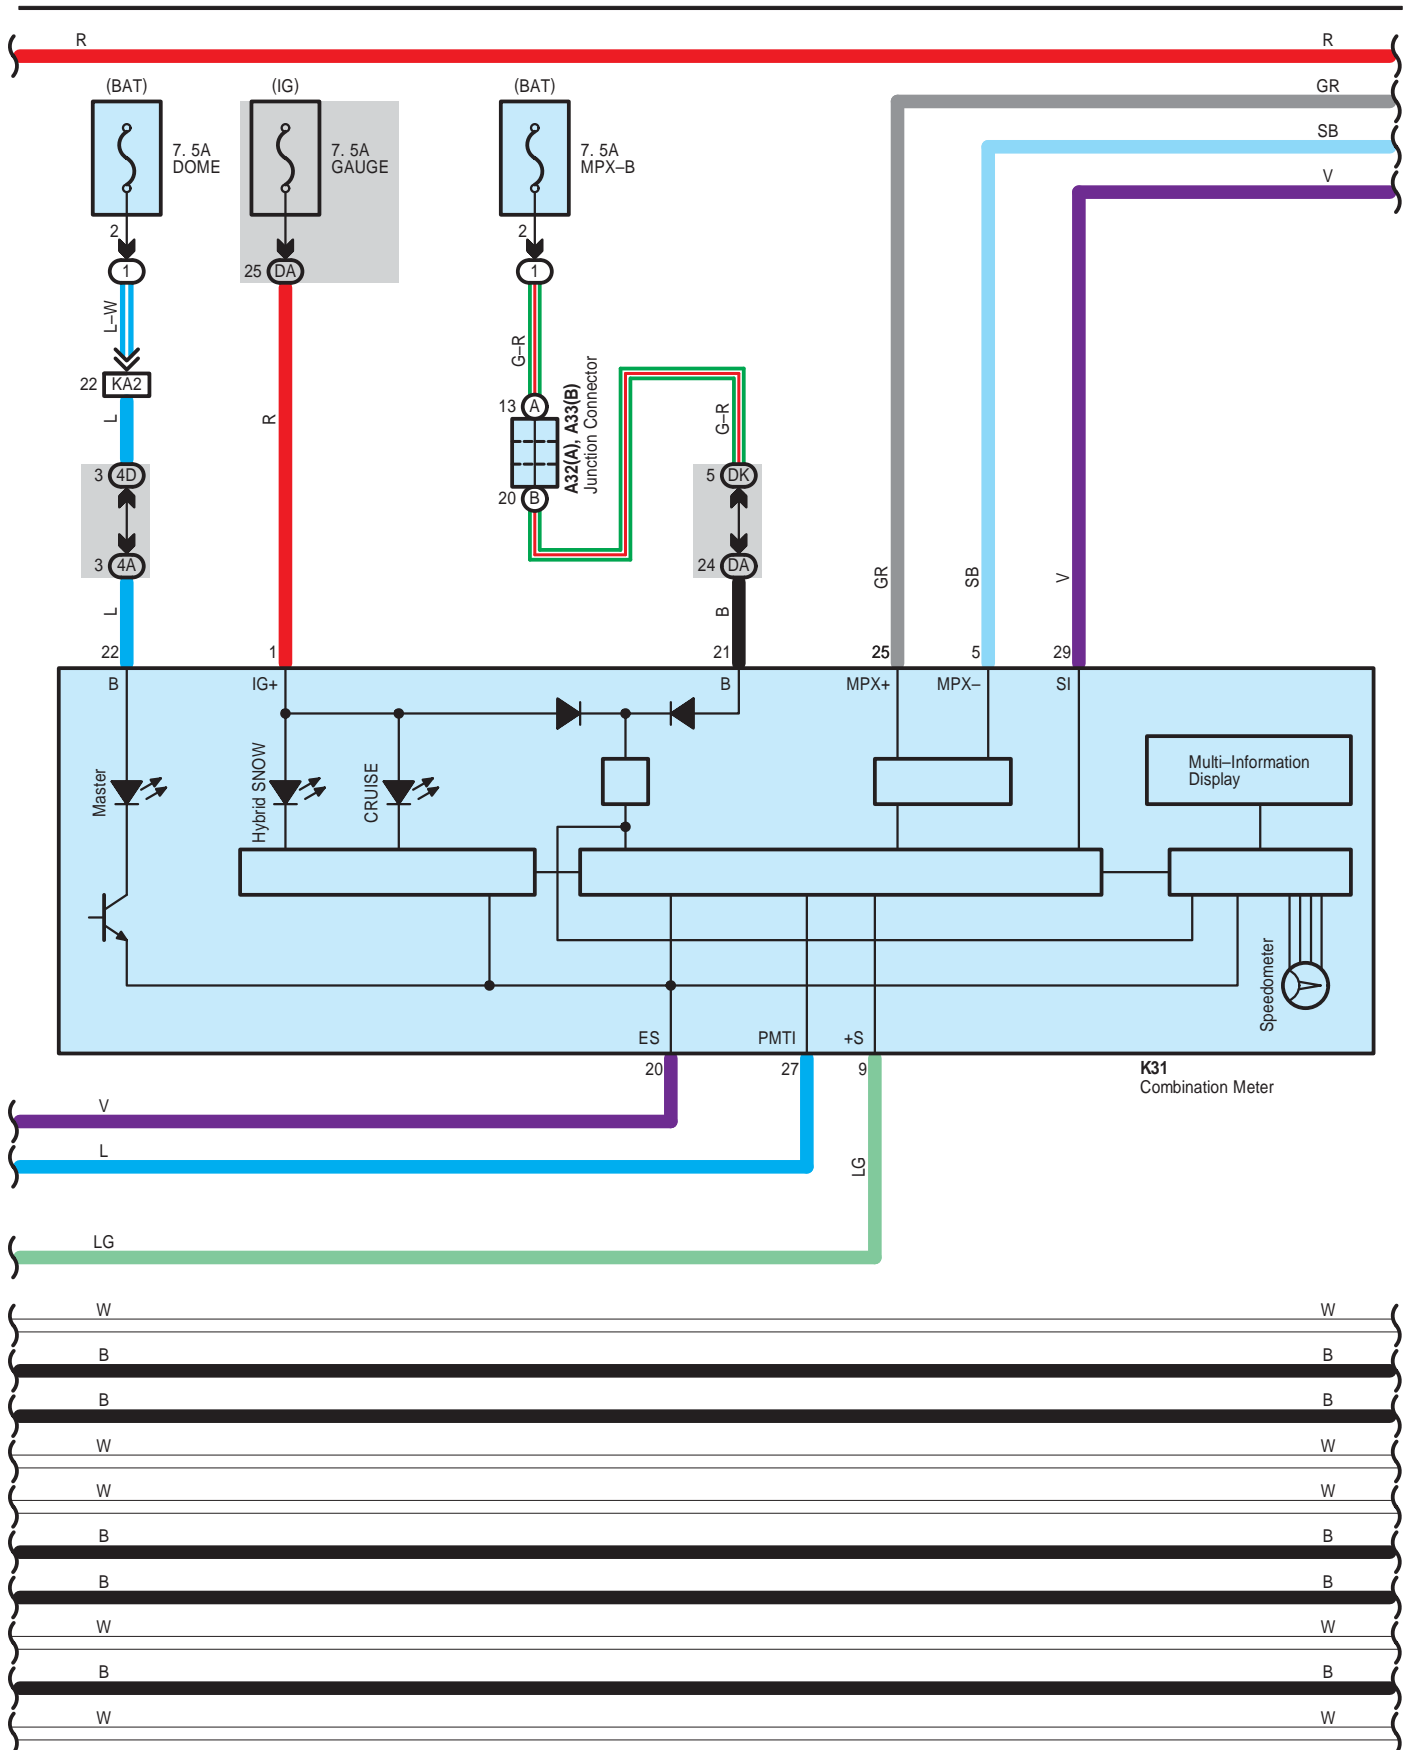 R
R
(BAT)
(IG)
(BAT)
GR
7. 5A
DOME
7. 5A
GAUGE
7. 5A
MPX–B
SB
V
2
2
1
25 DA
1
L–W
G–R
22 KA2
L
R
13 A
A32(A), A33(B)
Junction Connector
G–R
3 4D
20 B
5 DK
3 4A
24 DA
L
B
GR
SB
V
22
1
21
25
5
29
B
IG+
B
MPX+
MPX–
SI
Master
Hybrid SNOW
CRUISE
Multi–Information
Display
Speedometer
ES
PMTI
+S
20
27
9
K31
Combination Meter
V
L
LG
LG
W
W
B
B
B
B
W
W
W
W
B
B
B
B
W
W
B
B
W
W